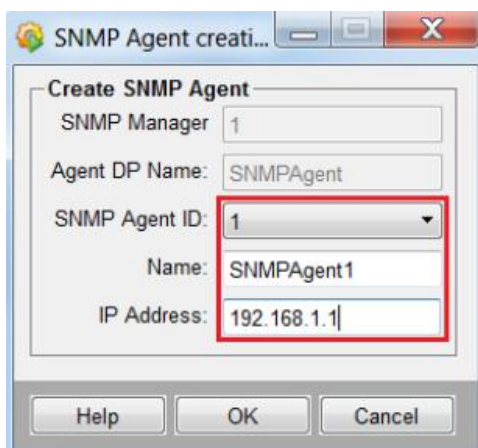 SNMP Agent creati...
Create SNMP Agent
SNMP Manager 1
Agent DP Name: SNMPAgent
SNMP Agent ID: 1
Name: SNMPAgent1
IP Address: 192.168.1.1
Help OK Cancel